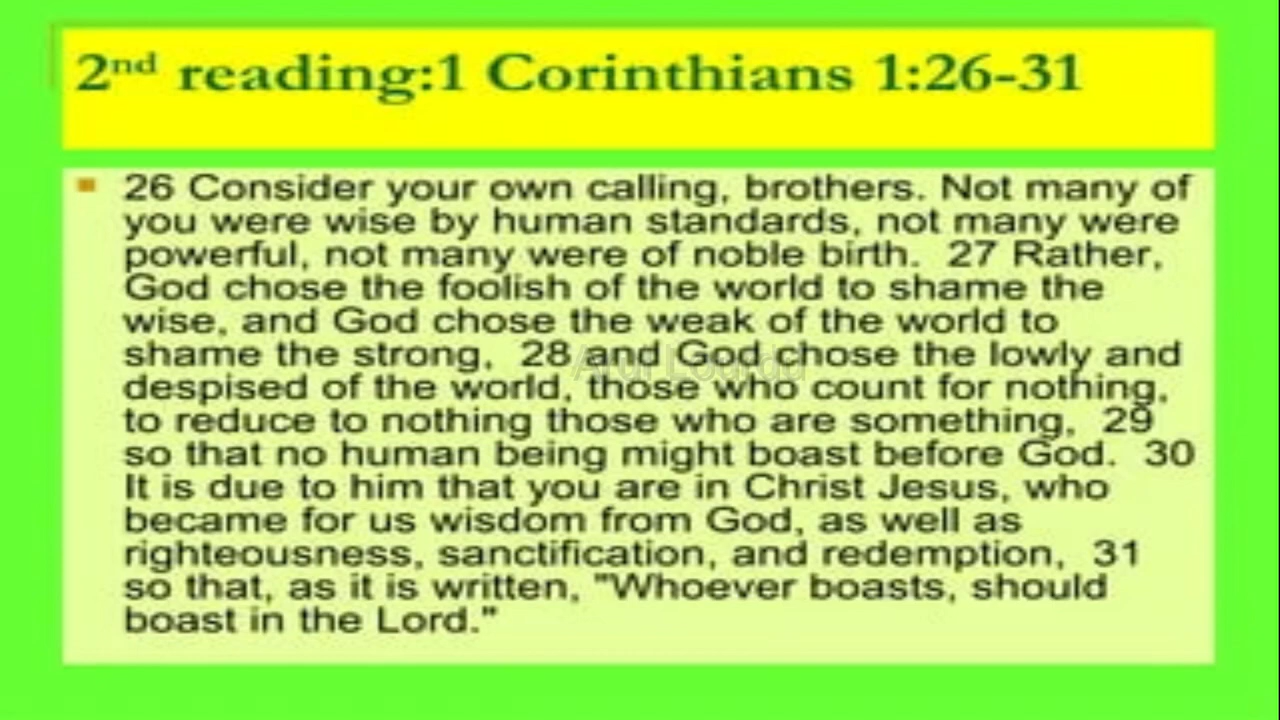 2nd reading:1 Corinthians 1:26-31
26 Consider your own calling, brothers. Not many of
you were wise by human standards, not many were
powerful, not many were of noble birth.  27 Rather,
God chose the foolish of the world to shame the
wise, and God chose the weak of the world to
shame the strong,  28 and God chose the lowly and
despised of the world, those who count for nothing,
to reduce to nothing those who are something,  29
so that no human being might boast before God.  30
It is due to him that you are in Christ Jesus, who
became for us wisdom from God, as well as
righteousness, sanctification, and redemption,  31
so that, as it is written, "Whoever boasts, should
boast in the Lord."